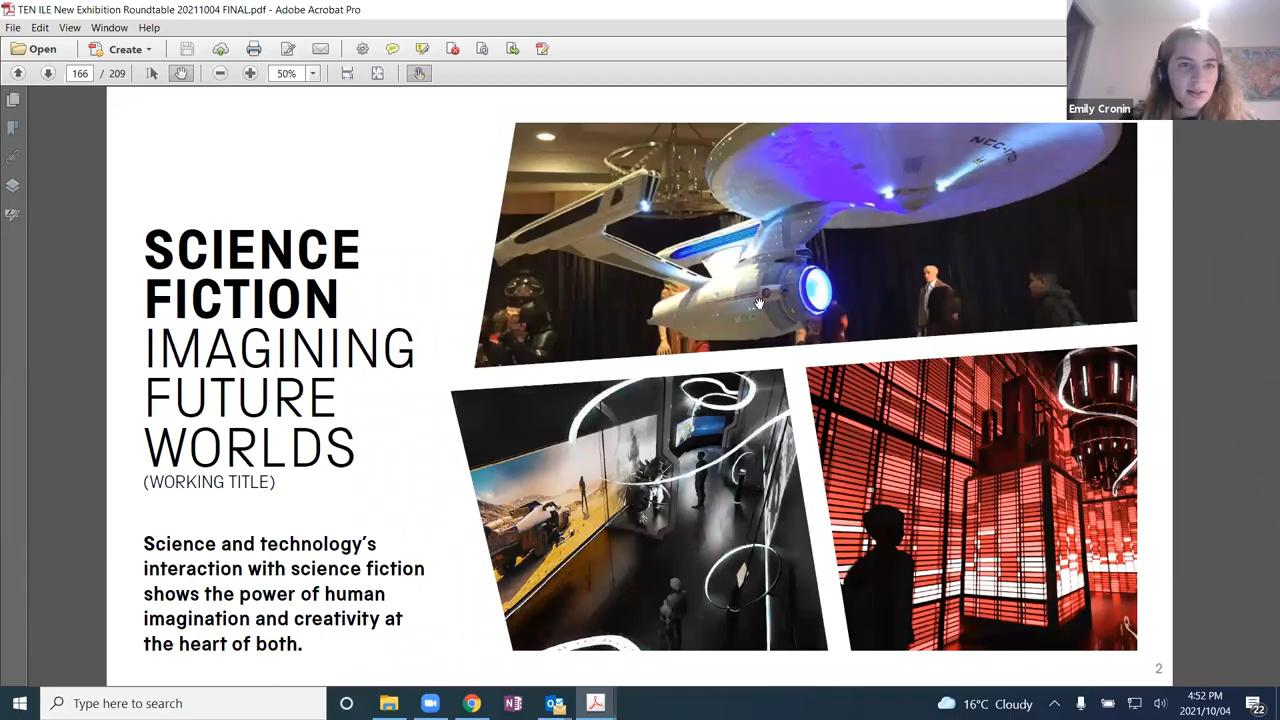 TEN ILE New Exhibition Roundtable 20211004 FINAL.pdf - Adobe Acrobat Pro
File Edit View Window Help
Open Create
166 / 209 50%
Emily Cronin
NCC-170
SCIENCE
FICTION
IMAGINING
FUTURE
WORLDS
(WORKING TITLE)
Science and technology's
interaction with science fiction
shows the power of human
imagination and creativity at
the heart of both.
2
Type here to search
16°C Cloudy
4:52 PM
2021/10/04
22